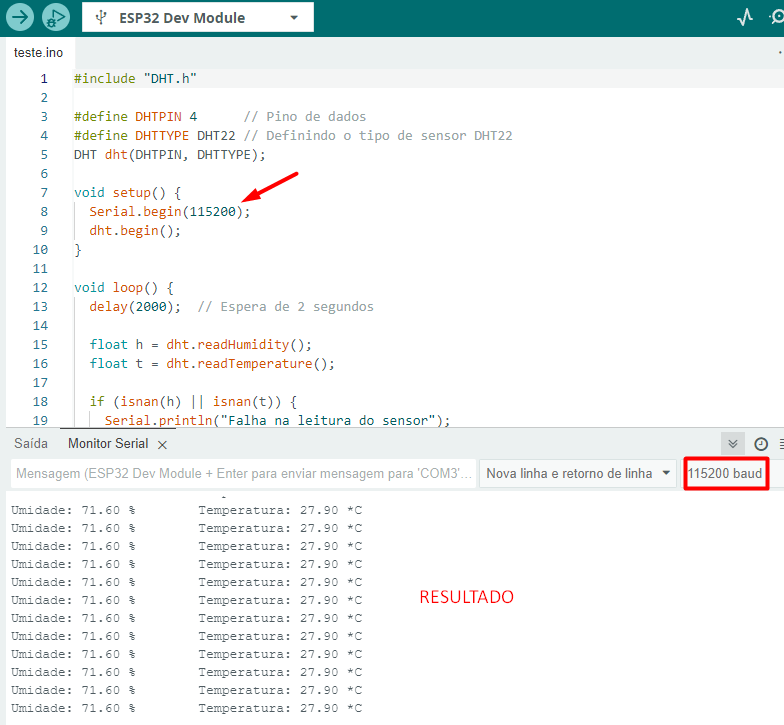 ESP32 Dev Module
teste.ino
1 #include "DHT.h"
2
3 #define DHTPIN 4      // Pino de dados
4 #define DHTTYPE DHT22 // Definindo o tipo de sensor DHT22
5 DHT dht(DHTPIN, DHTTYPE);
6
7 void setup() {
8   Serial.begin(115200);
9   dht.begin();
10 }
11
12 void loop() {
13   delay(2000);  // Espera de 2 segundos
14
15   float h = dht.readHumidity();
16   float t = dht.readTemperature();
17
18   if (isnan(h) || isnan(t)) {
19     Serial.println("Falha na leitura do sensor");
Saída Monitor Serial
Mensagem (ESP32 Dev Module + Enter para enviar mensagem para 'COM3'... Nova linha e retorno de linha 115200 baud
Umidade: 71.60 %        Temperatura: 27.90 *C
Umidade: 71.60 %        Temperatura: 27.90 *C
Umidade: 71.60 %        Temperatura: 27.90 *C
Umidade: 71.60 %        Temperatura: 27.90 *C
Umidade: 71.60 %        Temperatura: 27.90 *C
Umidade: 71.60 %        Temperatura: 27.90 *C
RESULTADO
Umidade: 71.60 %        Temperatura: 27.90 *C
Umidade: 71.60 %        Temperatura: 27.90 *C
Umidade: 71.60 %        Temperatura: 27.90 *C
Umidade: 71.60 %        Temperatura: 27.90 *C
Umidade: 71.60 %        Temperatura: 27.90 *C
Umidade: 71.60 %        Temperatura: 27.90 *C